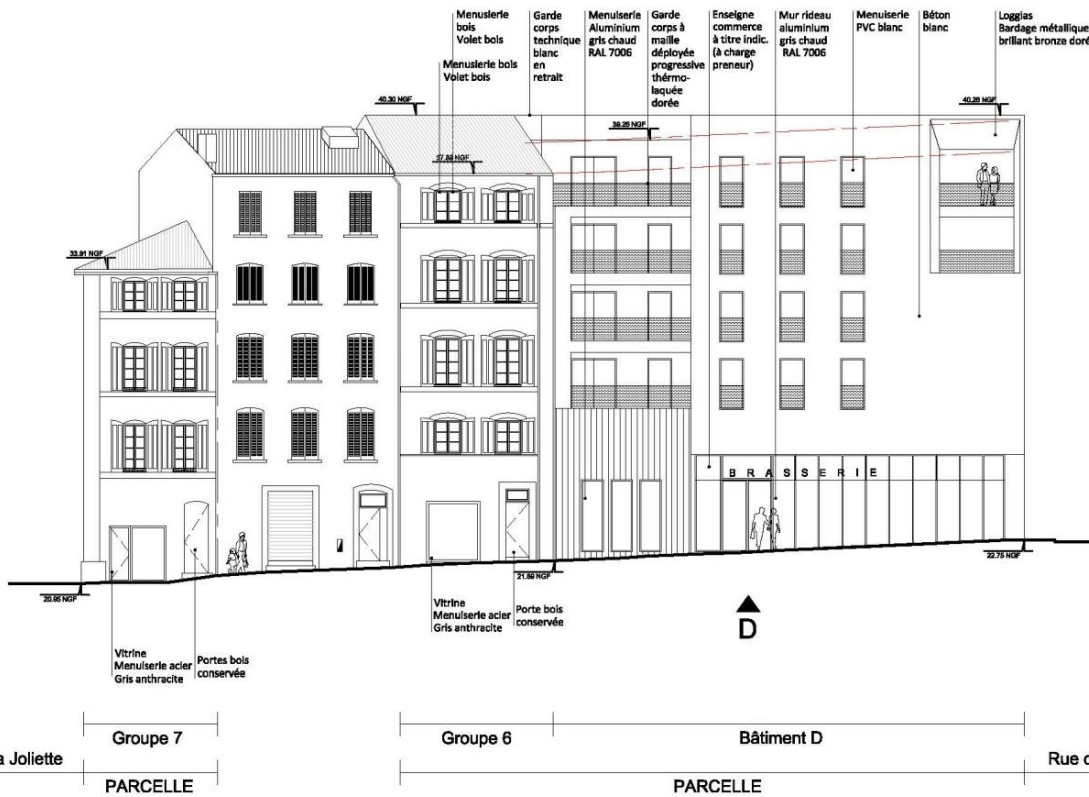 Menuiserie
bois
Volet bois
Menuiserie bois
Volet bois
Garde
corps
technique
blanc
en
retrait
Menuiserie
Aluminium
gris chaud
RAL 7006
Garde
corps à
maille
déployée
progressive
thérmo-
laquée
dorée
Enseigne
commerce
à titre indic.
(à charge
preneur)
Mur rideau
aluminium
gris chaud
RAL 7006
Menuiserie
PVC blanc
Béton
blanc
Loggias
Bardage métallique
brillant bronze doré
40.30 NGF
39.26 NGF
40.26 NGF
37.89 NGF
33.91 NGF
BRASSERIE
20.95 NGF
21.89 NGF
22.75 NGF
Vitrine
Menuiserie acier
Gris anthracite
Portes bois
conservée
Vitrine
Menuiserie acier
Gris anthracite
Porte bois
conservée
D
Groupe 7
Groupe 6
Bâtiment D
a Joliette
Rue d
PARCELLE
PARCELLE